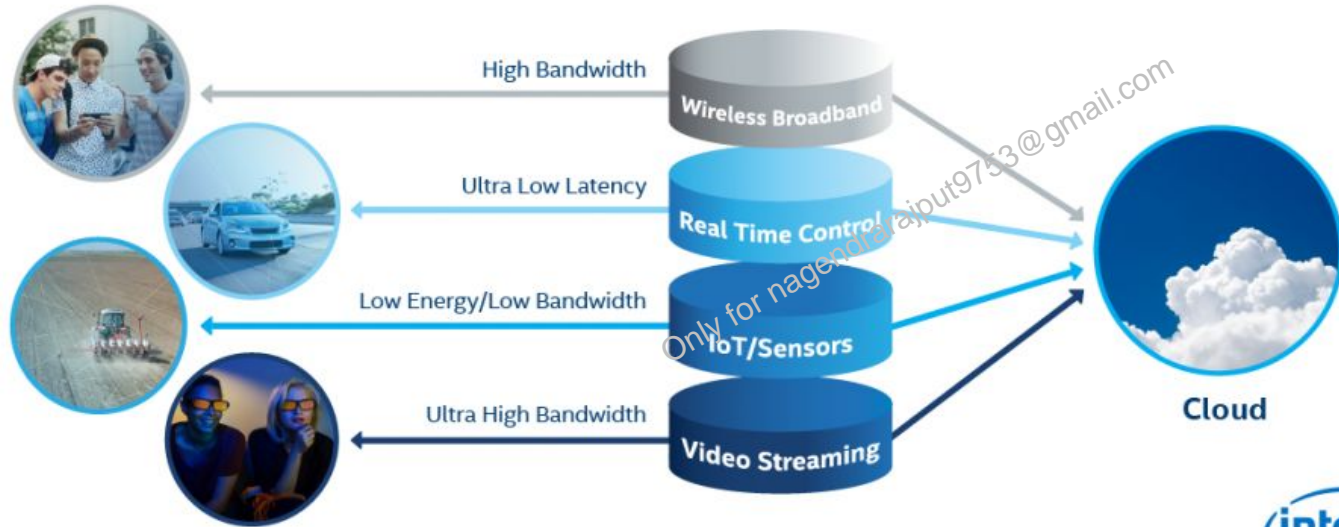 High Bandwidth
Wireless Broadband
Ultra Low Latency
Real Time Control
Low Energy/Low Bandwidth
IoT/Sensors
Ultra High Bandwidth
Video Streaming
Cloud
Only for nagendrarajput9753@gmail.com